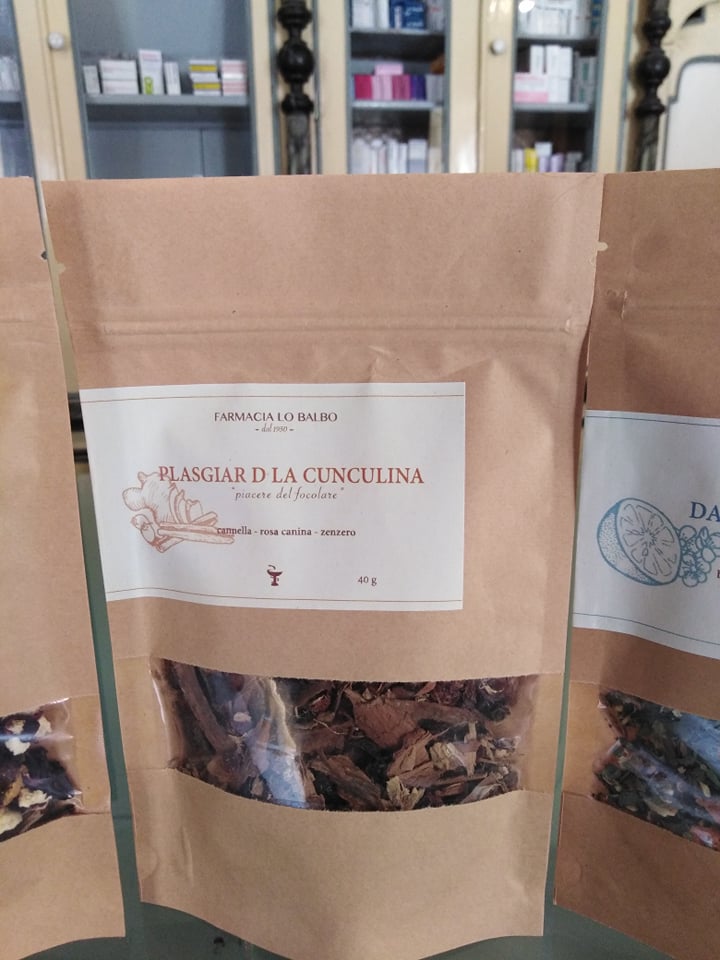 FARMACIA LO BALBO
- dal 1950 -
PLASGIAR D LA CUNCULINA
"piacere del focolare"
cannella - rosa canina - zenzero
40 g
DA